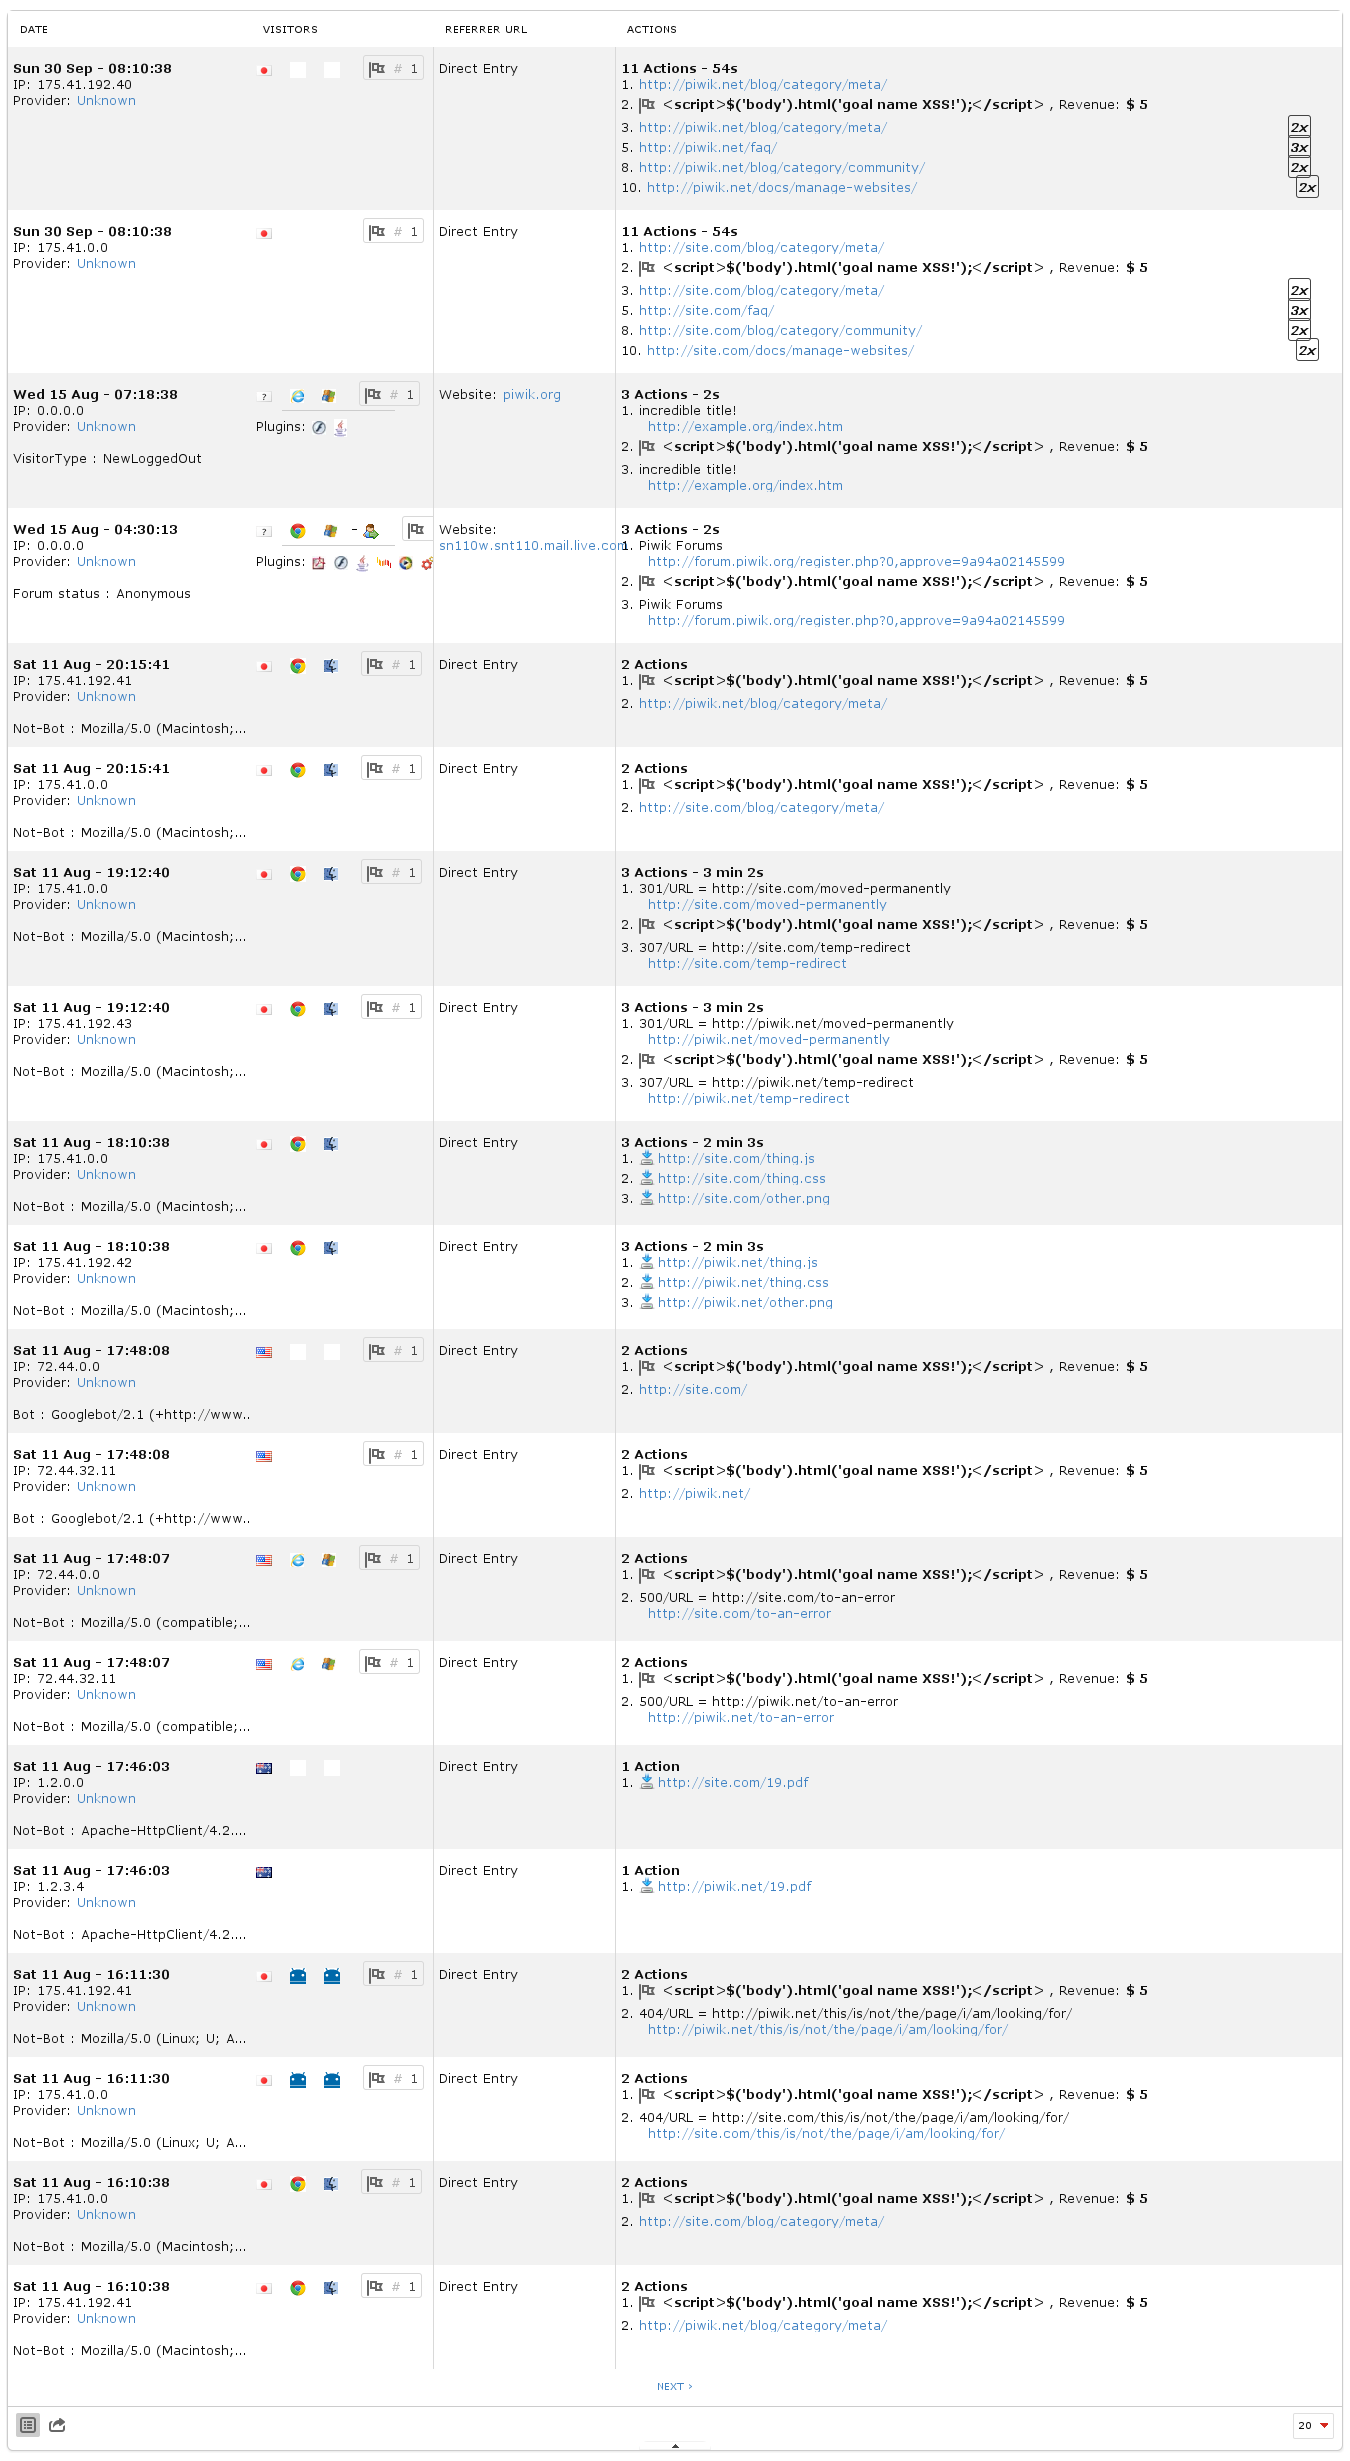 DATE VISITORS REFERRER URL ACTIONS
Sun 30 Sep - 08:10:38 # 1 Direct Entry 11 Actions - 54s
IP: 175.41.192.40 1. http://piwik.net/blog/category/meta/
Provider: Unknown 2. <script>$('body').html('goal name XSS!');</script> , Revenue: $ 5
3. http://piwik.net/blog/category/meta/ 2x
5. http://piwik.net/faq/ 3x
8. http://piwik.net/blog/category/community/ 2x
10. http://piwik.net/docs/manage-websites/ 2x
Sun 30 Sep - 08:10:38 # 1 Direct Entry 11 Actions - 54s
IP: 175.41.0.0 1. http://site.com/blog/category/meta/
Provider: Unknown 2. <script>$('body').html('goal name XSS!');</script> , Revenue: $ 5
3. http://site.com/blog/category/meta/ 2x
5. http://site.com/faq/ 3x
8. http://site.com/blog/category/community/ 2x
10. http://site.com/docs/manage-websites/ 2x
Wed 15 Aug - 07:18:38 # 1 Website: piwik.org 3 Actions - 2s
IP: 0.0.0.0 1. incredible title!
Provider: Unknown Plugins: http://example.org/index.htm
2. <script>$('body').html('goal name XSS!');</script> , Revenue: $ 5
VisitorType : NewLoggedOut
3. incredible title!
http://example.org/index.htm
Wed 15 Aug - 04:30:13 - Website: 3 Actions - 2s
IP: 0.0.0.0 sn110w.snt110.mail.live.com 1. Piwik Forums
Provider: Unknown Plugins: http://forum.piwik.org/register.php?0,approve=9a94a02145599
2. <script>$('body').html('goal name XSS!');</script> , Revenue: $ 5
Forum status : Anonymous
3. Piwik Forums
http://forum.piwik.org/register.php?0,approve=9a94a02145599
Sat 11 Aug - 20:15:41 # 1 Direct Entry 2 Actions
IP: 175.41.192.41 1. <script>$('body').html('goal name XSS!');</script> , Revenue: $ 5
Provider: Unknown 2. http://piwik.net/blog/category/meta/
Not-Bot : Mozilla/5.0 (Macintosh;...
Sat 11 Aug - 20:15:41 # 1 Direct Entry 2 Actions
IP: 175.41.0.0 1. <script>$('body').html('goal name XSS!');</script> , Revenue: $ 5
Provider: Unknown 2. http://site.com/blog/category/meta/
Not-Bot : Mozilla/5.0 (Macintosh;...
Sat 11 Aug - 19:12:40 # 1 Direct Entry 3 Actions - 3 min 2s
IP: 175.41.0.0 1. 301/URL = http://site.com/moved-permanently
Provider: Unknown http://site.com/moved-permanently
2. <script>$('body').html('goal name XSS!');</script> , Revenue: $ 5
Not-Bot : Mozilla/5.0 (Macintosh;...
3. 307/URL = http://site.com/temp-redirect
http://site.com/temp-redirect
Sat 11 Aug - 19:12:40 # 1 Direct Entry 3 Actions - 3 min 2s
IP: 175.41.192.43 1. 301/URL = http://piwik.net/moved-permanently
Provider: Unknown http://piwik.net/moved-permanently
2. <script>$('body').html('goal name XSS!');</script> , Revenue: $ 5
Not-Bot : Mozilla/5.0 (Macintosh;...
3. 307/URL = http://piwik.net/temp-redirect
http://piwik.net/temp-redirect
Sat 11 Aug - 18:10:38 Direct Entry 3 Actions - 2 min 3s
IP: 175.41.0.0 1. http://site.com/thing.js
Provider: Unknown 2. http://site.com/thing.css
3. http://site.com/other.png
Not-Bot : Mozilla/5.0 (Macintosh;...
Sat 11 Aug - 18:10:38 Direct Entry 3 Actions - 2 min 3s
IP: 175.41.192.42 1. http://piwik.net/thing.js
Provider: Unknown 2. http://piwik.net/thing.css
3. http://piwik.net/other.png
Not-Bot : Mozilla/5.0 (Macintosh;...
Sat 11 Aug - 17:48:08 # 1 Direct Entry 2 Actions
IP: 72.44.0.0 1. <script>$('body').html('goal name XSS!');</script> , Revenue: $ 5
Provider: Unknown 2. http://site.com/
Bot : Googlebot/2.1 (+http://www..
Sat 11 Aug - 17:48:08 # 1 Direct Entry 2 Actions
IP: 72.44.32.11 1. <script>$('body').html('goal name XSS!');</script> , Revenue: $ 5
Provider: Unknown 2. http://piwik.net/
Bot : Googlebot/2.1 (+http://www..
Sat 11 Aug - 17:48:07 # 1 Direct Entry 2 Actions
IP: 72.44.0.0 1. <script>$('body').html('goal name XSS!');</script> , Revenue: $ 5
Provider: Unknown 2. 500/URL = http://site.com/to-an-error
http://site.com/to-an-error
Not-Bot : Mozilla/5.0 (compatible;...
Sat 11 Aug - 17:48:07 # 1 Direct Entry 2 Actions
IP: 72.44.32.11 1. <script>$('body').html('goal name XSS!');</script> , Revenue: $ 5
Provider: Unknown 2. 500/URL = http://piwik.net/to-an-error
http://piwik.net/to-an-error
Not-Bot : Mozilla/5.0 (compatible;...
Sat 11 Aug - 17:46:03 Direct Entry 1 Action
IP: 1.2.0.0 1. http://site.com/19.pdf
Provider: Unknown
Not-Bot : Apache-HttpClient/4.2....
Sat 11 Aug - 17:46:03 Direct Entry 1 Action
IP: 1.2.3.4 1. http://piwik.net/19.pdf
Provider: Unknown
Not-Bot : Apache-HttpClient/4.2....
Sat 11 Aug - 16:11:30 # 1 Direct Entry 2 Actions
IP: 175.41.192.41 1. <script>$('body').html('goal name XSS!');</script> , Revenue: $ 5
Provider: Unknown 2. 404/URL = http://piwik.net/this/is/not/the/page/i/am/looking/for/
http://piwik.net/this/is/not/the/page/i/am/looking/for/
Not-Bot : Mozilla/5.0 (Linux; U; A...
Sat 11 Aug - 16:11:30 # 1 Direct Entry 2 Actions
IP: 175.41.0.0 1. <script>$('body').html('goal name XSS!');</script> , Revenue: $ 5
Provider: Unknown 2. 404/URL = http://site.com/this/is/not/the/page/i/am/looking/for/
http://site.com/this/is/not/the/page/i/am/looking/for/
Not-Bot : Mozilla/5.0 (Linux; U; A...
Sat 11 Aug - 16:10:38 # 1 Direct Entry 2 Actions
IP: 175.41.0.0 1. <script>$('body').html('goal name XSS!');</script> , Revenue: $ 5
Provider: Unknown 2. http://site.com/blog/category/meta/
Not-Bot : Mozilla/5.0 (Macintosh;...
Sat 11 Aug - 16:10:38 # 1 Direct Entry 2 Actions
IP: 175.41.192.41 1. <script>$('body').html('goal name XSS!');</script> , Revenue: $ 5
Provider: Unknown 2. http://piwik.net/blog/category/meta/
Not-Bot : Mozilla/5.0 (Macintosh;...
NEXT ›
20